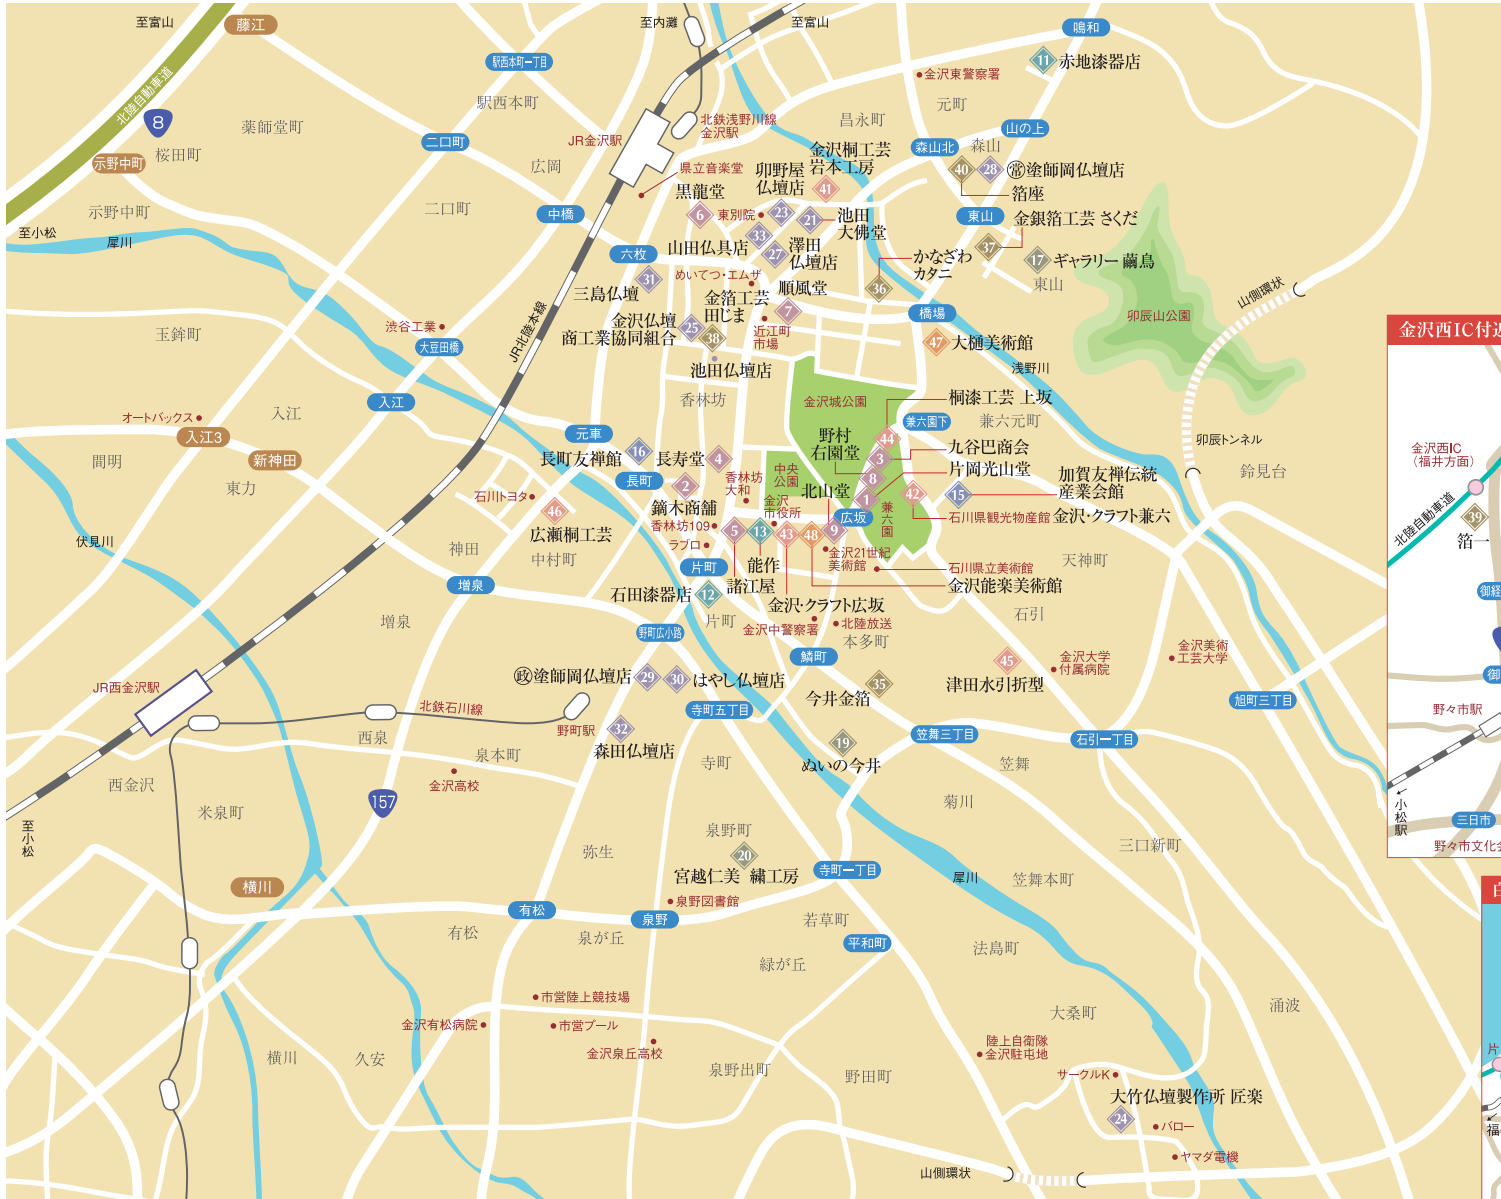 至富山
藤江
北陸自動車道
8
薬師堂町
桜田町
示野中町
示野中町
至小松
犀川
駅西本町一丁目
駅西本町
二口町
二口町
広岡
中橋
JR金沢駅
至内灘
至富山
北鉄浅野川線
金沢駅
県立音楽堂
黒龍堂
6
東別院
卯野屋
仏壇店
23
金沢桐工芸
岩本工房
41
21
池田
大佛堂
33
山田仏具店
27
澤田
仏壇店
昌永町
金沢東警察署
元町
鳴和
11
赤地漆器店
山の上
森山北
森山
40
28
㊖塗師岡仏壇店
箔座
東山
金銀箔工芸 さくだ
37
17
ギャラリー 繭鳥
東山
かなざわ
カタニ
36
橋場
47
大樋美術館
浅野川
卯辰山公園
山側環状
卯辰トンネル
鈴見台
六枚
31
三島仏壇
めいてつ・エムザ
金箔工芸
田じま
順風堂
7
金沢仏壇
商工業協同組合
25
38
近江町
市場
池田仏壇店
香林坊
JR北陸本線
玉鉾町
渋谷工業
大豆田橋
入江
入江
オートバックス
入江3
新神田
間明
東力
伏見川
元車
長町友禅館
16
長寿堂
4
長町
2
鏑木商舗
香林坊109
ラブロ
片町
香林坊
大和
中央
公園
金沢
市役所
金沢城公園
野村
右園堂
桐漆工芸 上坂
44
兼六園下
兼六元町
3
九谷巴商会
8
片岡光山堂
1
北山堂
広坂
兼六園
42
15
加賀友禅伝統
産業会館
石川県観光物産館
金沢・クラフト兼六
5
13
43
48
9
金沢21世紀
美術館
石川県立美術館
金沢能楽美術館
能作
諸江屋
金沢・クラフト広坂
石田漆器店
12
片町
金沢中警察署
北陸放送
本多町
天神町
石引
石川トヨタ
46
広瀬桐工芸
神田
中村町
増泉
増泉
野町広小路
鱗町
㊎塗師岡仏壇店
29
30
はやし仏壇店
寺町五丁目
今井金箔
35
45
津田水引折型
金沢大学
付属病院
金沢美術
工芸大学
旭町三丁目
石引一丁目
笠舞三丁目
笠舞
菊川
19
ぬいの今井
JR西金沢駅
北鉄石川線
野町駅
32
森田仏壇店
西泉
泉本町
金沢高校
寺町
西金沢
米泉町
至小松
157
弥生
泉野町
20
宮越仁美 繍工房
泉野図書館
寺町一丁目
犀川
三口新町
笠舞本町
横川
有松
有松
泉野
泉が丘
若草町
平和町
緑が丘
法島町
涌波
大桑町
市営陸上競技場
金沢有松病院
市営プール
金沢泉丘高校
横川
久安
泉野出町
野田町
陸上自衛隊
金沢駐屯地
サークルK
大竹仏壇製作所 匠楽
24
バロー
ヤマダ電機
山側環状
金沢西IC付近
金沢西IC
(福井方面)
北陸自動車道
39
箔一
御経
御
野々市駅
小松駅
三日市
野々市文化会
白
片
福